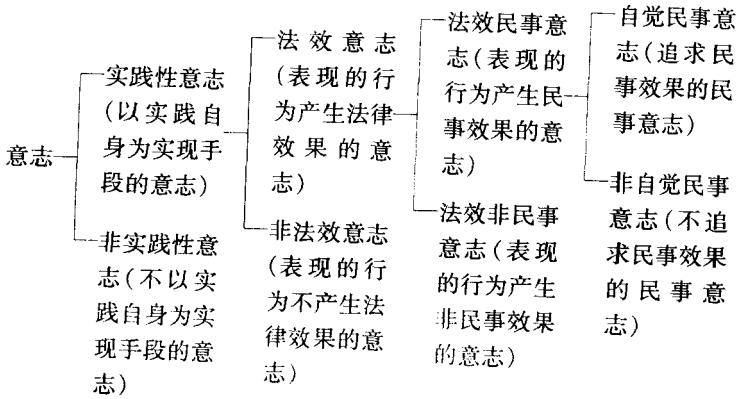 意志
实践性意志
(以实践自
身为实现手
段的意志)
非实践性意
志(不以实
践自身为实
现手段的意
志)
法效意志
(表现的行
为产生法律
效果的意
志)
非法效意志
(表现的行
为不产生法
律效果的意
志)
法效民事意
志(表现的
行为产生民
事效果的意
志)
法效非民事
意志(表现
的行为产生
非民事效果
的意志)
自觉民事意
志(追求民
事效果的民
事意志)
非自觉民事
意志(不追
求民事效果
的民事意
志)